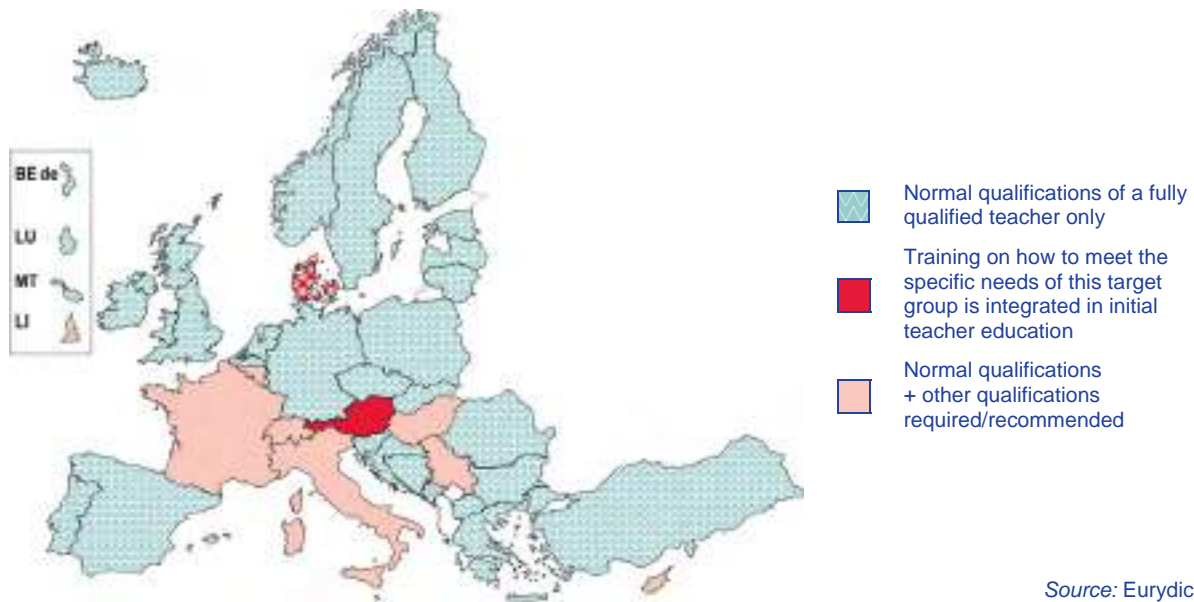 BE de
LU
MT
LI
Normal qualifications of a fully
qualified teacher only
Training on how to meet the
specific needs of this target
group is integrated in initial
teacher education
Normal qualifications
+ other qualifications
required/recommended
Source: Eurydic